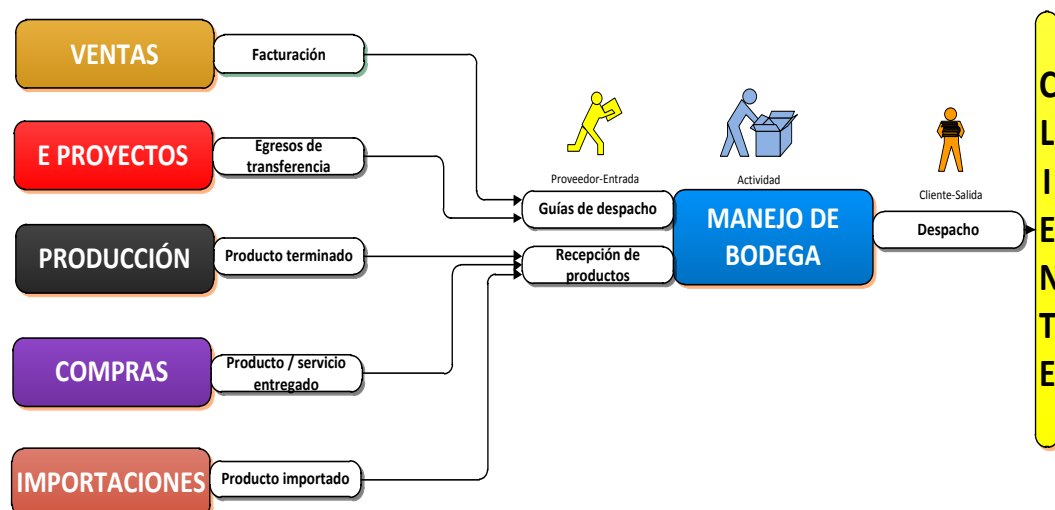 VENTAS
Facturación
E PROYECTOS
Egresos de
transferencia
PRODUCCIÓN
Producto terminado
COMPRAS
Producto / servicio
entregado
IMPORTACIONES
Producto importado
Proveedor-Entrada
Guías de despacho
Recepción de
productos
Actividad
MANEJO DE
BODEGA
Cliente-Salida
Despacho
C
L
I
E
N
T
E